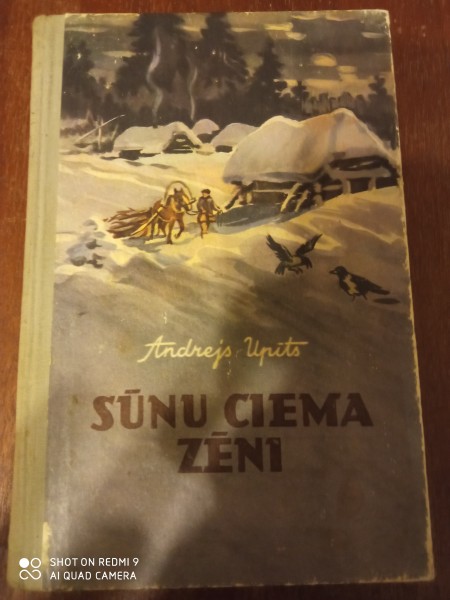 Andrejs Upīts
SŪNU CIEMA
ZĒNI
SHOT ON REDMI 9
AI QUAD CAMERA